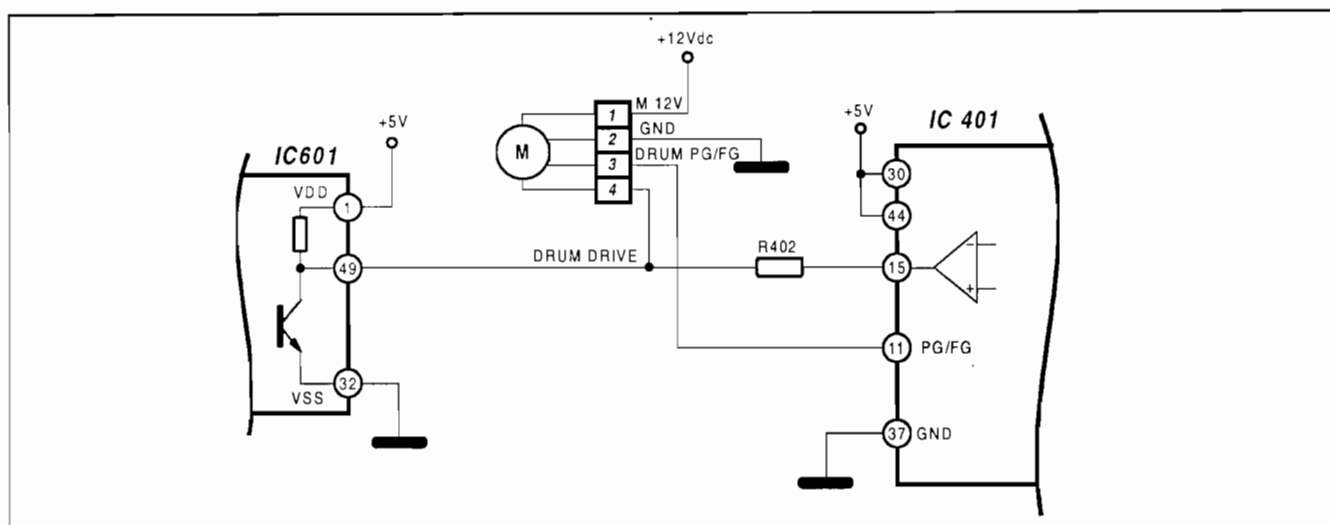 +12Vdc
M 12V
1
GND
2
DRUM PG/FG
3
4
M
+5V
IC601
VDD
1
49
DRUM DRIVE
R402
32
VSS
+5V
IC 401
30
44
15
-
+
11
PG/FG
37
GND